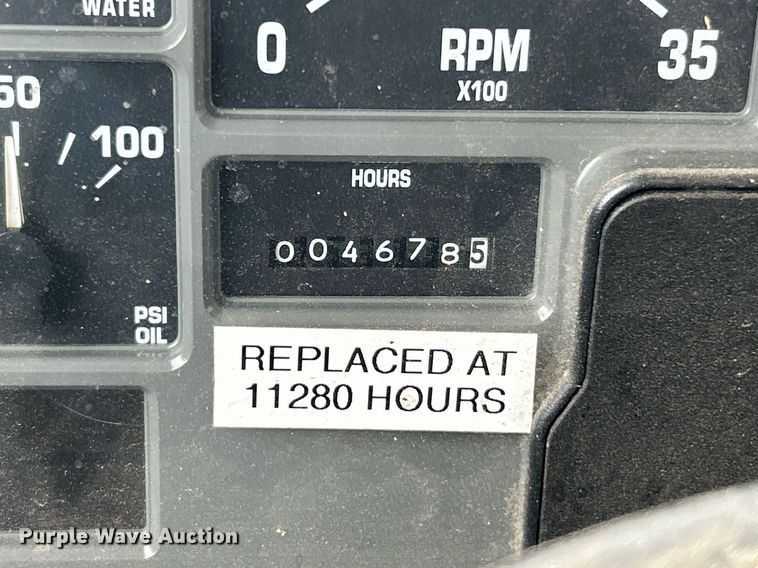 WATER
0
35
RPM
X100
50
100
HOURS
0046785
PSI
OIL
REPLACED AT
11280 HOURS
Purple Wave Auction